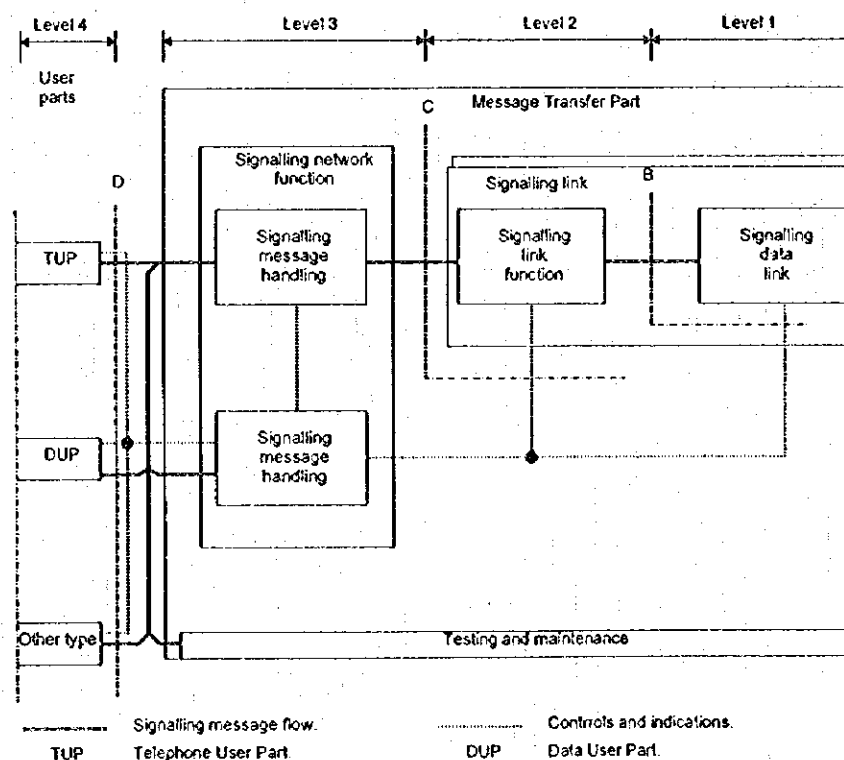 Level 4
Level 3
Level 2
Level 1
User
parts
Message Transfer Part
C
Signalling network
function
D
Signalling link
B
TUP
Signalling
message
handling
Signalling
link
function
Signalling
data
link
DUP
Signalling
message
handling
Other type
Testing and maintenance
Signalling message flow.
Controls and indications.
TUP
Telephone User Part.
DUP
Data User Part.